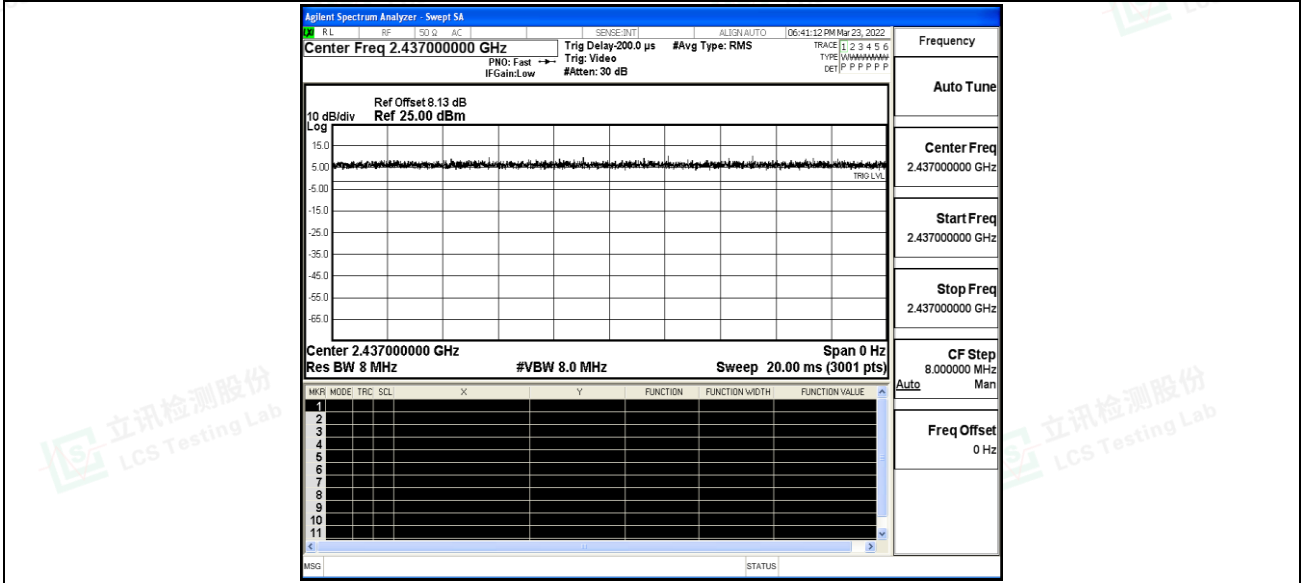 Agilent Spectrum Analyzer - Swept SA
RL RF 50 Ω AC SENSE:INT ALIGN AUTO 06:41:12 PM Mar 23, 2022
Center Freq 2.437000000 GHz
PNO: Fast
IFGain:Low
Trig Delay-200.0 µs
Trig: Video
#Atten: 30 dB
#Avg Type: RMS
TRACE 1 2 3 4 5 6
TYPE
DET P P P P P P
Ref Offset 8.13 dB
10 dB/div Ref 25.00 dBm
Log
15.0
5.00
TRIG LVL
-5.00
-15.0
-25.0
-35.0
-45.0
-55.0
-65.0
Center 2.437000000 GHz Span 0 Hz
Res BW 8 MHz #VBW 8.0 MHz Sweep 20.00 ms (3001 pts)
MKR MODE TRC SCL X Y FUNCTION FUNCTION WIDTH FUNCTION VALUE
1
2
3
4
5
6
7
8
9
10
11
MSG STATUS
Frequency
Auto Tune
Center Freq
2.437000000 GHz
Start Freq
2.437000000 GHz
Stop Freq
2.437000000 GHz
CF Step
8.000000 MHz
Auto Man
Freq Offset
0 Hz
立讯检测股份
LCS Testing Lab
立讯检测股份
LCS Testing Lab